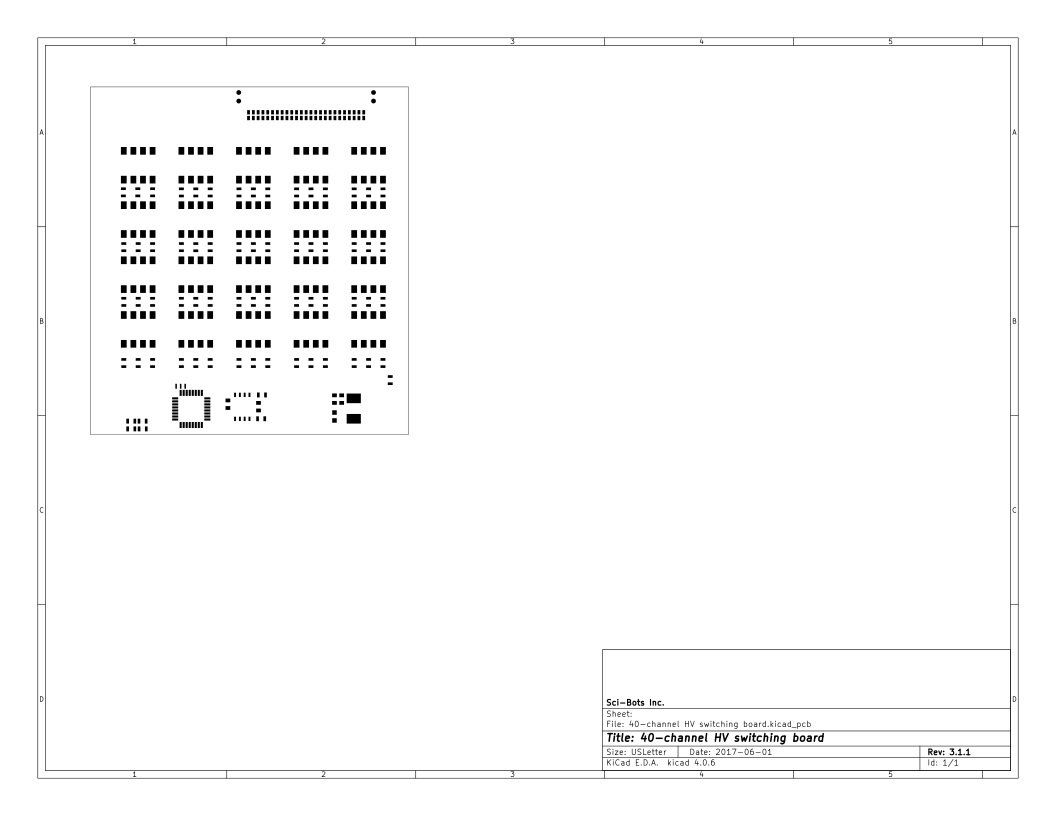 1 2 3 4 5
A A
B B
C C
D D
Sci-Bots Inc.
Sheet:
File: 40-channel HV switching board.kicad_pcb
Title: 40-channel HV switching board
Size: USLetter Date: 2017-06-01 Rev: 3.1.1
KiCad E.D.A. kicad 4.0.6 Id: 1/1
1 2 3 4 5